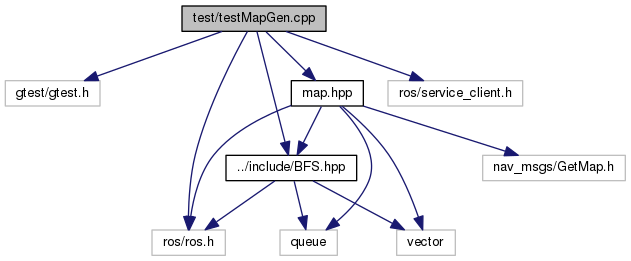 test/testMapGen.cpp
gtest/gtest.h
map.hpp
ros/service_client.h
../include/BFS.hpp
nav_msgs/GetMap.h
ros/ros.h
queue
vector